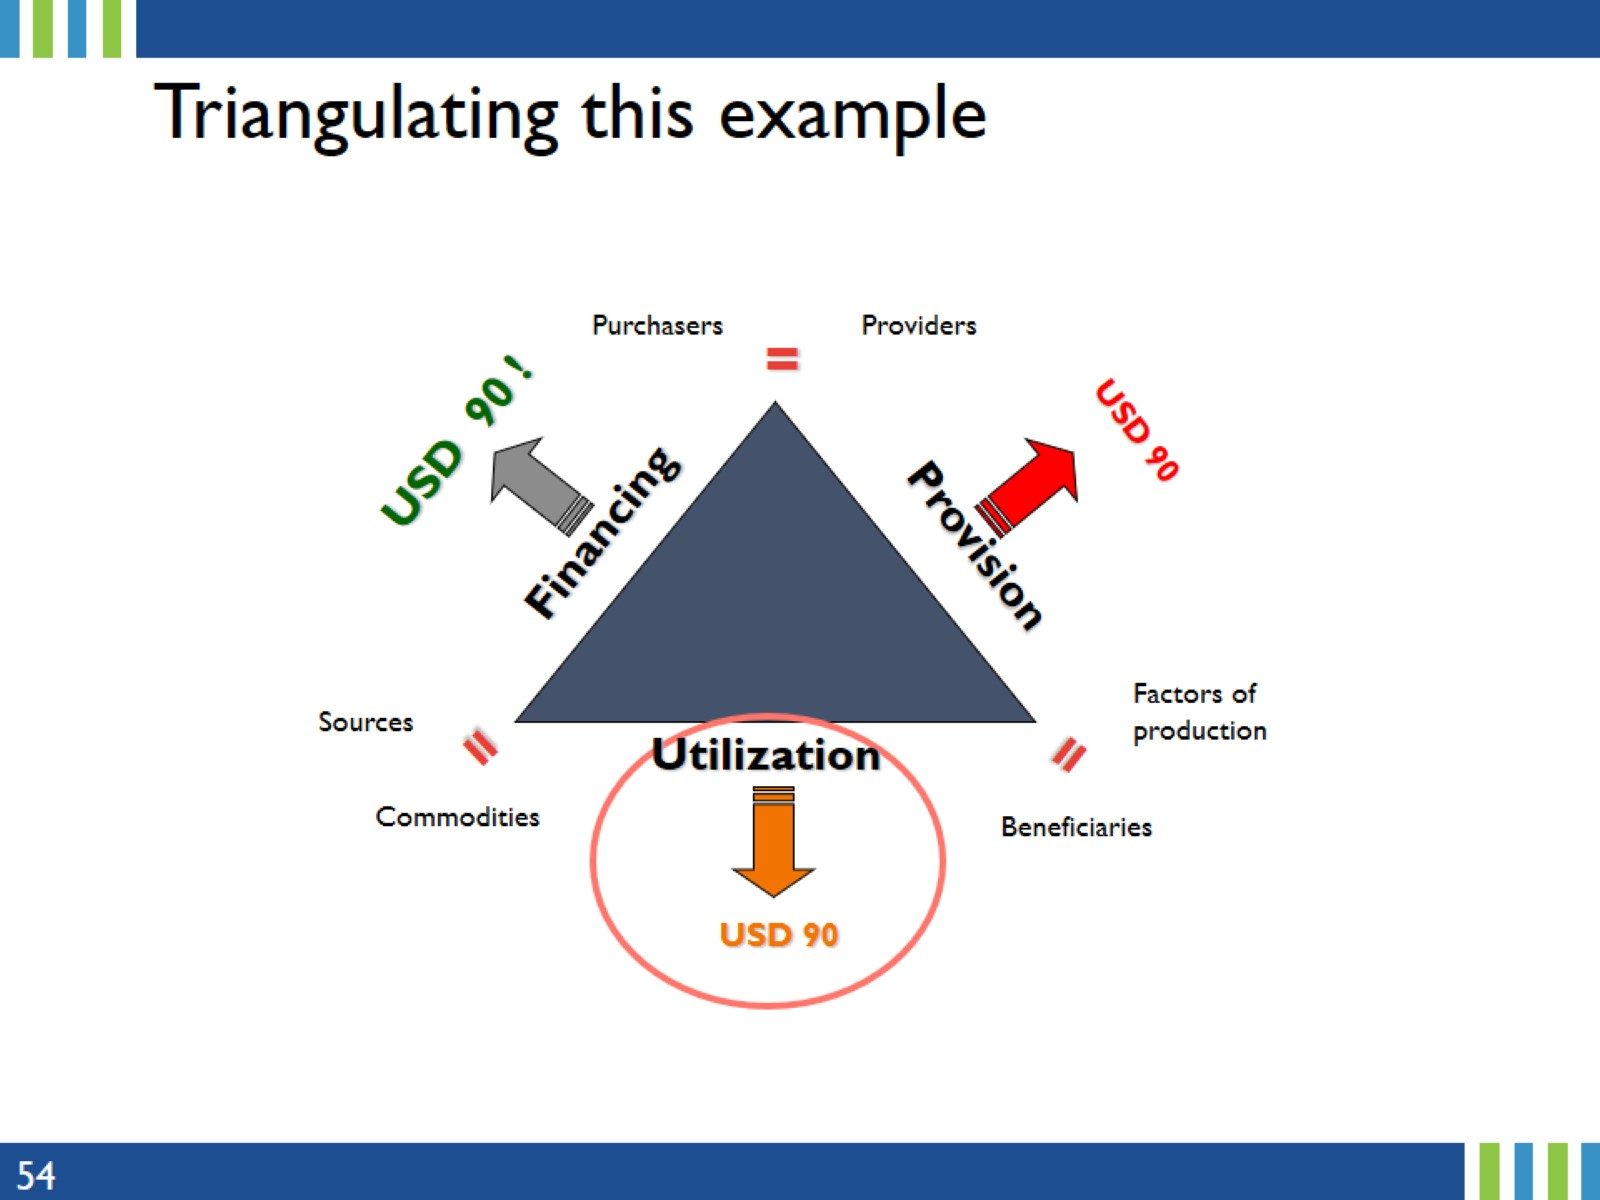 Triangulating this example
Purchasers
=
Providers
USD 90 !
USD 90
Financing
Provision
Sources
=
Commodities
Utilization
USD 90
=
Factors of
production
Beneficiaries
54